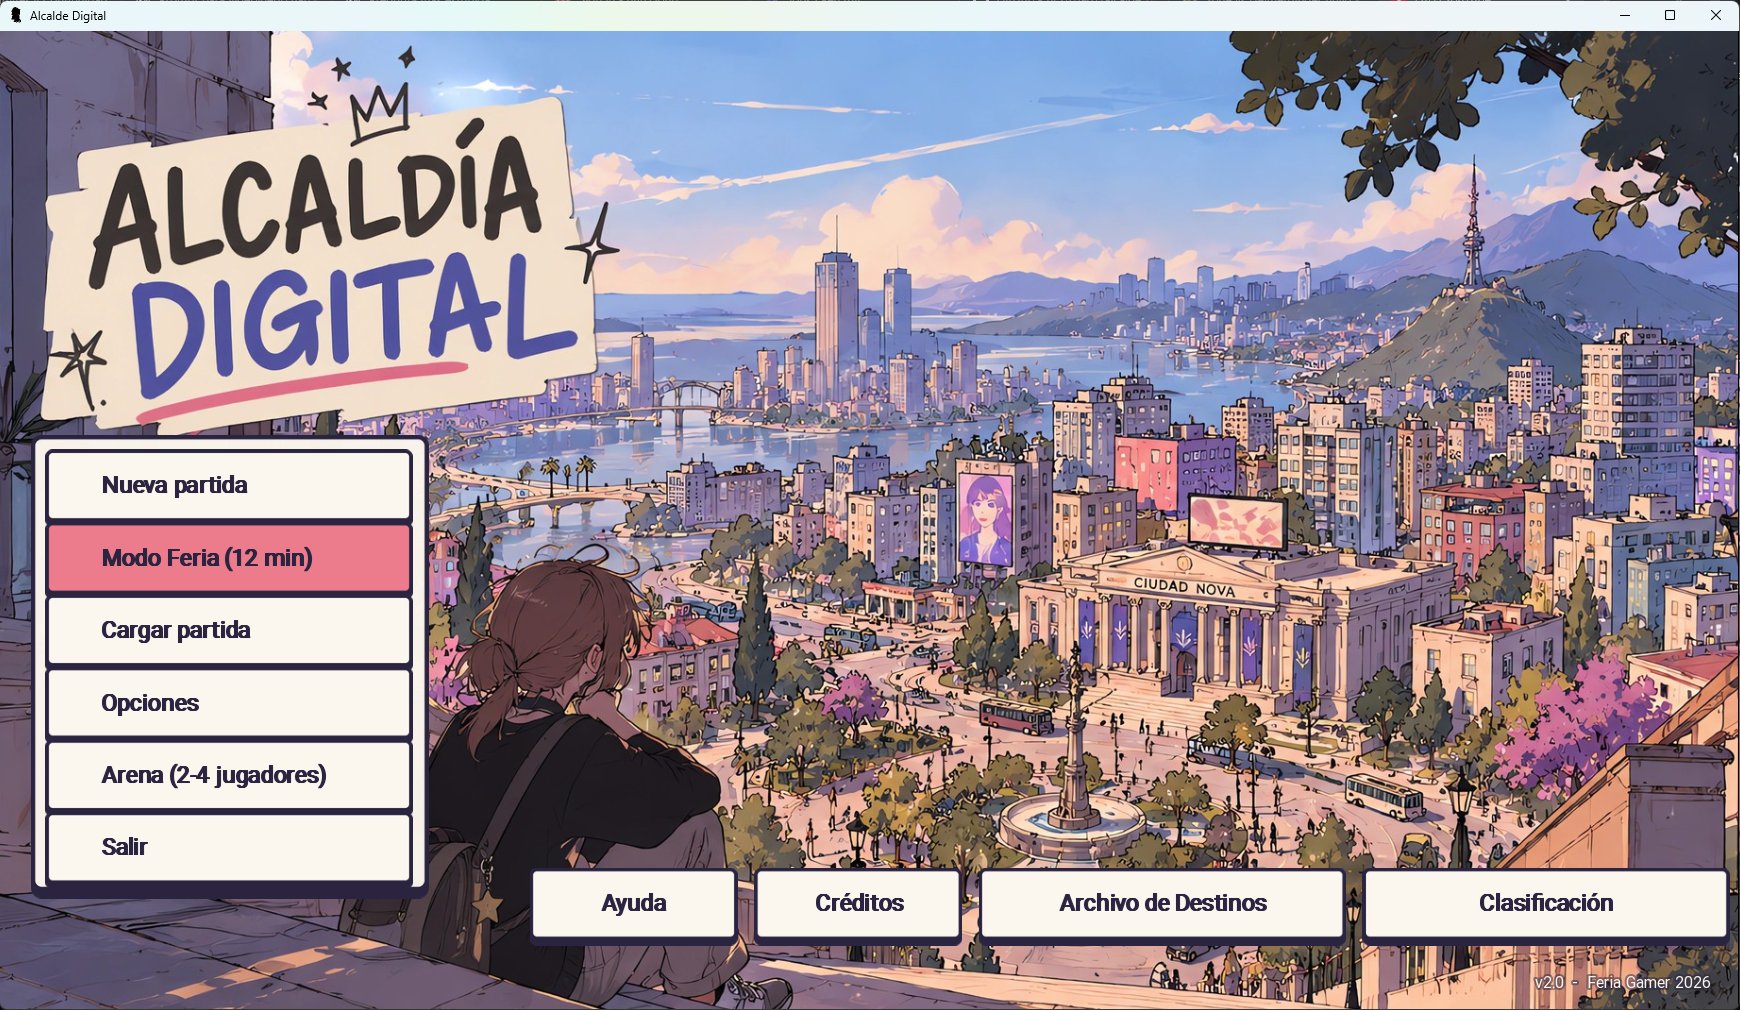 Alcalde Digital
ALCALDÍA
DIGITAL
Nueva partida
Modo Feria (12 min)
Cargar partida
Opciones
Arena (2-4 jugadores)
Salir
CIUDAD NOVA
Ayuda
Créditos
Archivo de Destinos
Clasificación
v2.0 - Feria Gamer 2026